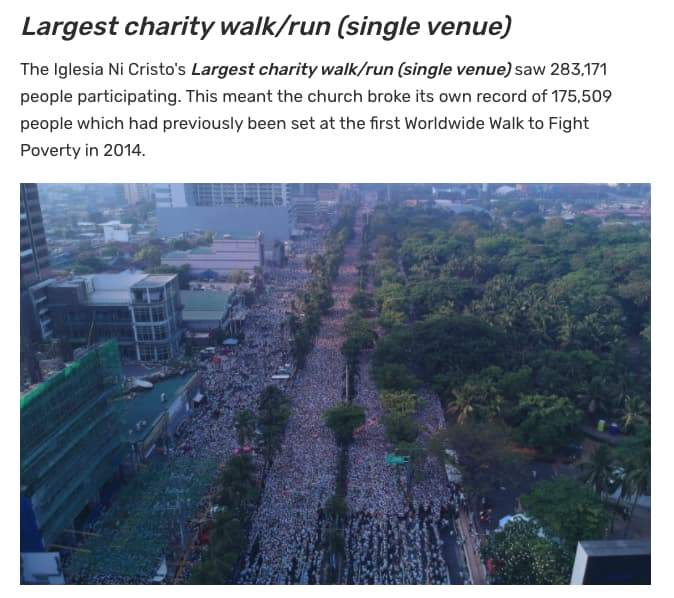 Largest charity walk/run (single venue)
The Iglesia Ni Cristo's Largest charity walk/run (single venue) saw 283,171
people participating. This meant the church broke its own record of 175,509
people which had previously been set at the first Worldwide Walk to Fight
Poverty in 2014.